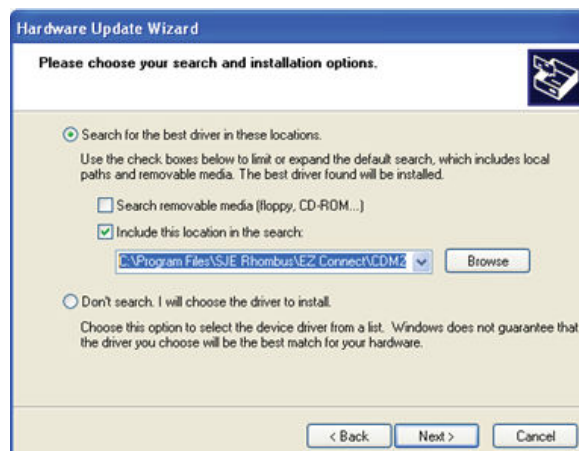 Hardware Update Wizard
Please choose your search and installation options.
Search for the best driver in these locations.
Use the check boxes below to limit or expand the default search, which includes local
paths and removable media. The best driver found will be installed.
Search removable media (floppy, CD-ROM...)
Include this location in the search:
C:\Program Files\SJE Rhombus\EZ Connect\CDM2
Browse
Don't search. I will choose the driver to install.
Choose this option to select the device driver from a list. Windows does not guarantee that
the driver you choose will be the best match for your hardware.
< Back Next > Cancel